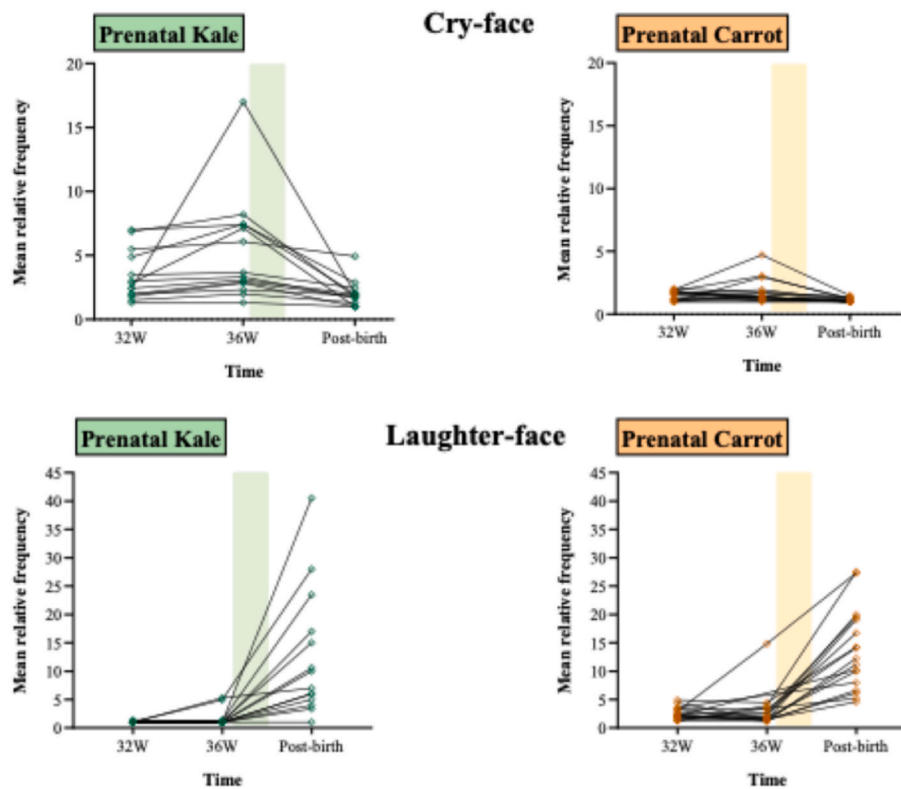 Cry-face
Prenatal Kale
Prenatal Carrot
Mean relative frequency
20
15
10
5
0
32W 36W Post-birth
Time
Mean relative frequency
20
15
10
5
0
32W 36W Post-birth
Time
Laughter-face
Prenatal Kale
Prenatal Carrot
Mean relative frequency
45
40
35
30
25
20
15
10
5
0
32W 36W Post-birth
Time
Mean relative frequency
45
40
35
30
25
20
15
10
5
0
32W 36W Post-birth
Time